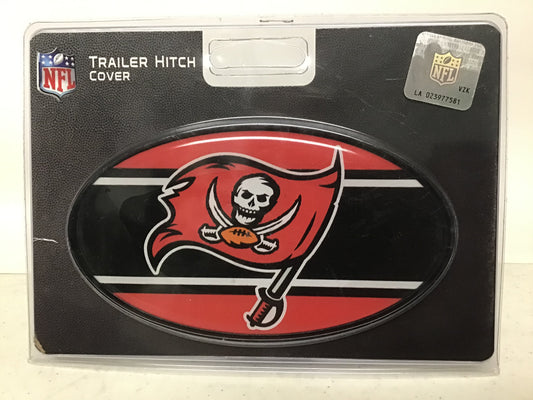 NFL
TRAILER HITCH
COVER
NFL
VZK
LA 023977561